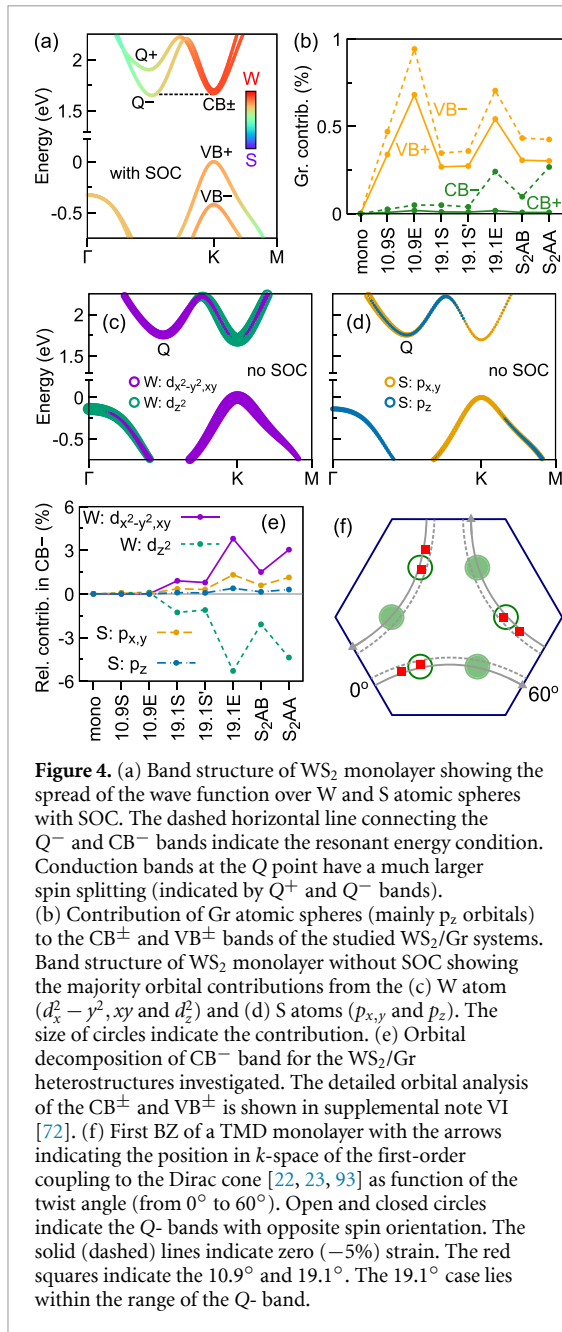 (a)
Q+
Q−
CB±
W
S
with SOC
VB+
VB−
Energy (eV)
2
1.5
0
-0.5
Γ
K
M
(b)
Gr. contrib. (%)
1
0.5
0
VB−
VB+
CB−
CB+
mono
10.9S
10.9E
19.1S
19.1S'
19.1E
S₂AB
S₂AA
(c)
Energy (eV)
2
1.5
0
-0.5
Q
no SOC
W: dₓ²₋ᵧ²,xy
W: d_z²
Γ
K
M
(d)
Q
no SOC
S: p_x,y
S: p_z
Γ
K
M
Rel. contrib. in CB− (%)
6
3
0
-3
-6
W: dₓ²₋ᵧ²,xy
(e)
W: d_z²
S: p_x,y
S: p_z
mono
10.9S
10.9E
19.1S
19.1S'
19.1E
S₂AB
S₂AA
(f)
0°
60°
Figure 4. (a) Band structure of WS₂ monolayer showing the
spread of the wave function over W and S atomic spheres
with SOC. The dashed horizontal line connecting the
Q⁻ and CB⁻ bands indicate the resonant energy condition.
Conduction bands at the Q point have a much larger
spin splitting (indicated by Q⁺ and Q⁻ bands).
(b) Contribution of Gr atomic spheres (mainly p_z orbitals)
to the CB± and VB± bands of the studied WS₂/Gr systems.
Band structure of WS₂ monolayer without SOC showing
the majority orbital contributions from the (c) W atom
(d²ₓ − y², xy and d²_z) and (d) S atoms (p_x,y and p_z). The
size of circles indicate the contribution. (e) Orbital
decomposition of CB⁻ band for the WS₂/Gr
heterostructures investigated. The detailed orbital analysis
of the CB± and VB± is shown in supplemental note VI
[72]. (f) First BZ of a TMD monolayer with the arrows
indicating the position in k-space of the first-order
coupling to the Dirac cone [22, 23, 93] as function of the
twist angle (from 0° to 60°). Open and closed circles
indicate the Q- bands with opposite spin orientation. The
solid (dashed) lines indicate zero (−5%) strain. The red
squares indicate the 10.9° and 19.1°. The 19.1° case lies
within the range of the Q- band.